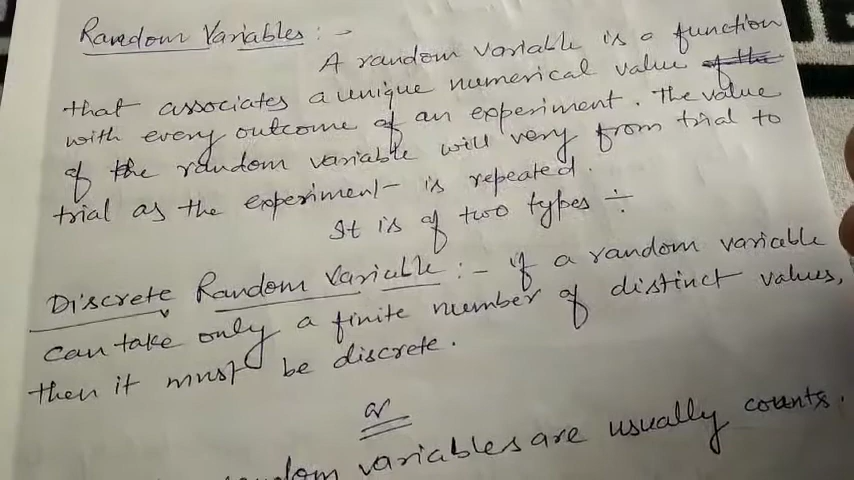 Random Variables :-
A random variable is a function
that associates a unique numerical value of the
with every outcome of an experiment. The value
of the random variable will very from trial to
trial as the experiment is repeated.
It is of two types ÷
Discrete Random Variable :- if a random variable
can take only a finite number of distinct values,
then it must be discrete.
or
variables are usually counts.